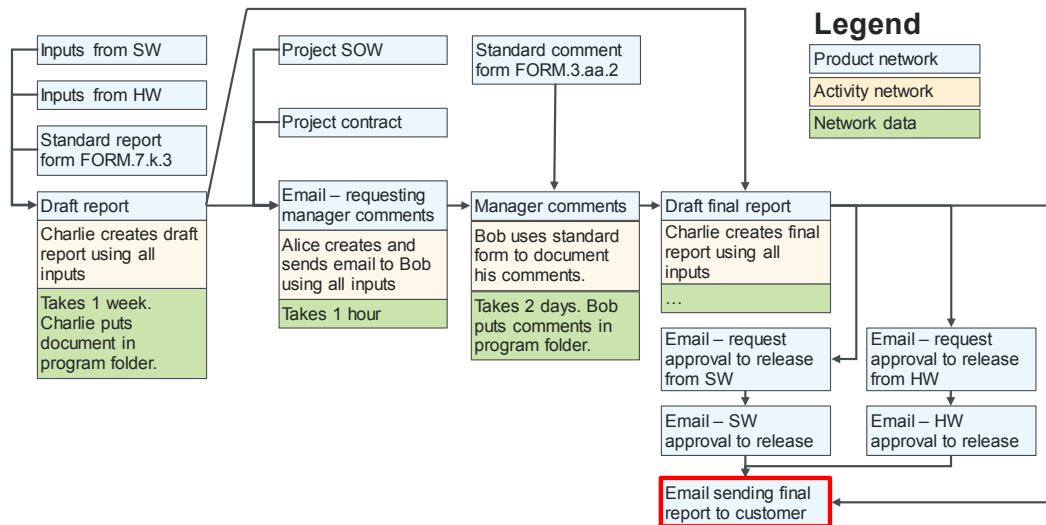 Legend
Product network
Activity network
Network data
Inputs from SW
Inputs from HW
Standard report
form FORM.7.k.3
Draft report
Charlie creates draft
report using all
inputs
Takes 1 week.
Charlie puts
document in
program folder.
Project SOW
Project contract
Email – requesting
manager comments
Alice creates and
sends email to Bob
using all inputs
Takes 1 hour
Standard comment
form FORM.3.aa.2
Manager comments
Bob uses standard
form to document
his comments.
Takes 2 days. Bob
puts comments in
program folder.
Draft final report
Charlie creates final
report using all
inputs
…
Email – request
approval to release
from SW
Email – request
approval to release
from HW
Email – SW
approval to release
Email – HW
approval to release
Email sending final
report to customer